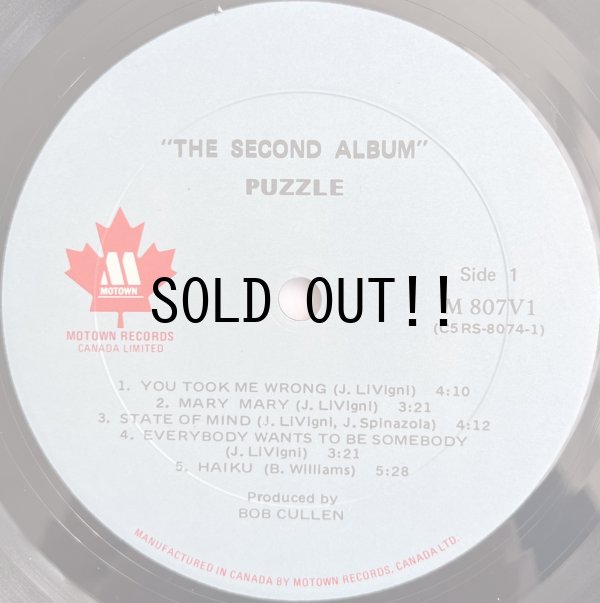 "THE SECOND ALBUM"
PUZZLE
M
MOTOWN
MOTOWN RECORDS
CANADA LIMITED
Side 1
M 807V1
(C5RS-8074-1)
SOLD OUT!!
1. YOU TOOK ME WRONG (J. LiVigni) 4:10
2. MARY MARY (J. LiVigni) 3:21
3. STATE OF MIND (J. LiVigni, J. Spinazola) 4:12
4. EVERYBODY WANTS TO BE SOMEBODY
(J. LiVigni) 3:21
5. HAIKU (B. Williams) 5:28
Produced by
BOB CULLEN
MANUFACTURED IN CANADA BY MOTOWN RECORDS, CANADA LTD.